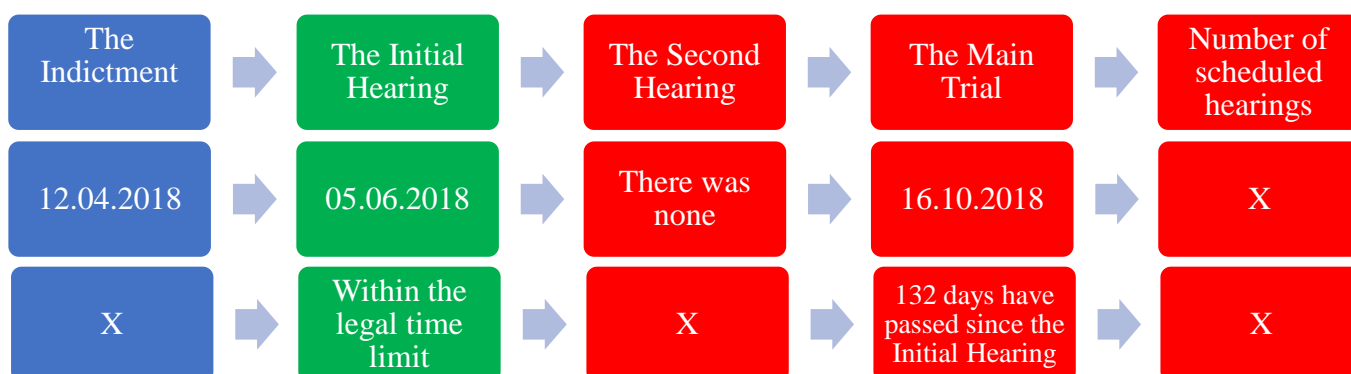 The
Indictment
The Initial
Hearing
The Second
Hearing
The Main
Trial
Number of
scheduled
hearings
12.04.2018
05.06.2018
There was
none
16.10.2018
X
X
Within the
legal time
limit
X
132 days have
passed since the
Initial Hearing
X